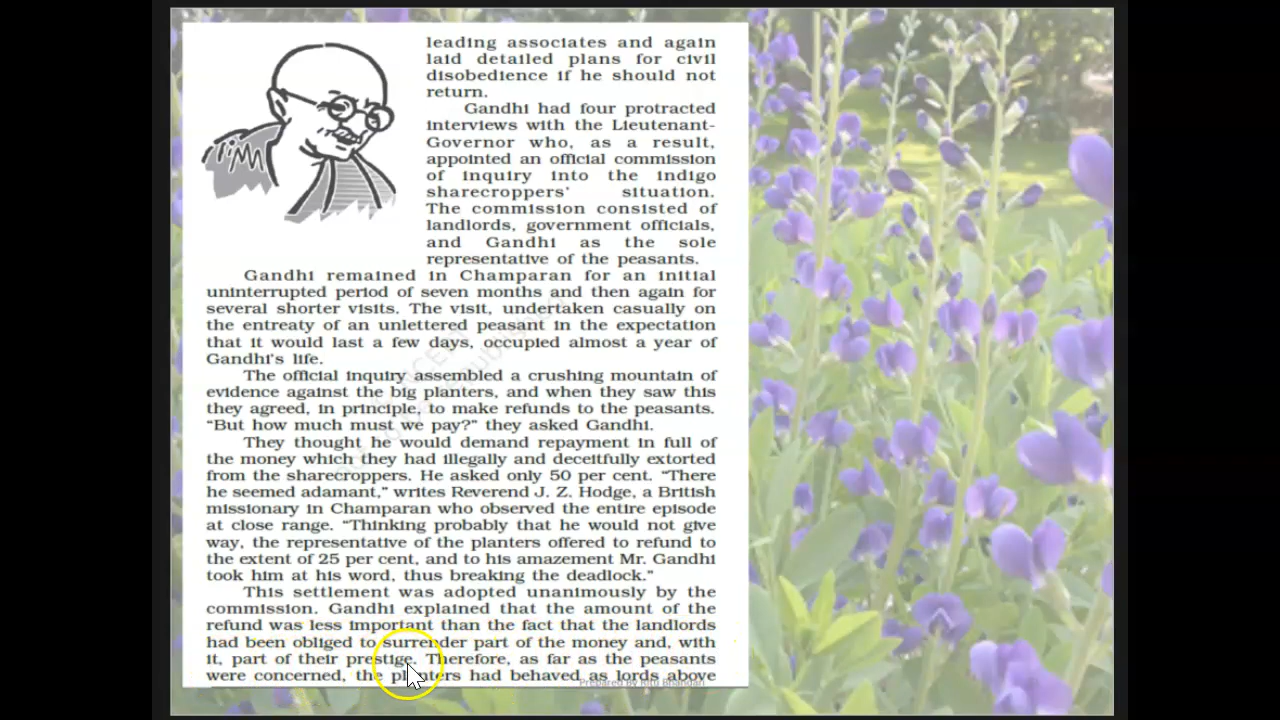 TiM
leading associates and again
laid detailed plans for civil
disobedience if he should not
return.
Gandhi had four protracted
interviews with the Lieutenant-
Governor who, as a result,
appointed an official commission
of inquiry into the indigo
sharecroppers' situation.
The commission consisted of
landlords, government officials,
and Gandhi as the sole
representative of the peasants.
Gandhi remained in Champaran for an initial
uninterrupted period of seven months and then again for
several shorter visits. The visit, undertaken casually on
the entreaty of an unlettered peasant in the expectation
that it would last a few days, occupied almost a year of
Gandhi's life.
The official inquiry assembled a crushing mountain of
evidence against the big planters, and when they saw this
they agreed, in principle, to make refunds to the peasants.
“But how much must we pay?” they asked Gandhi.
They thought he would demand repayment in full of
the money which they had illegally and deceitfully extorted
from the sharecroppers. He asked only 50 per cent. “There
he seemed adamant,” writes Reverend J. Z. Hodge, a British
missionary in Champaran who observed the entire episode
at close range. “Thinking probably that he would not give
way, the representative of the planters offered to refund to
the extent of 25 per cent, and to his amazement Mr. Gandhi
took him at his word, thus breaking the deadlock.”
This settlement was adopted unanimously by the
commission. Gandhi explained that the amount of the
refund was less important than the fact that the landlords
had been obliged to surrender part of the money and, with
it, part of their prestige. Therefore, as far as the peasants
were concerned, the planters had behaved as lords above
Prepared by